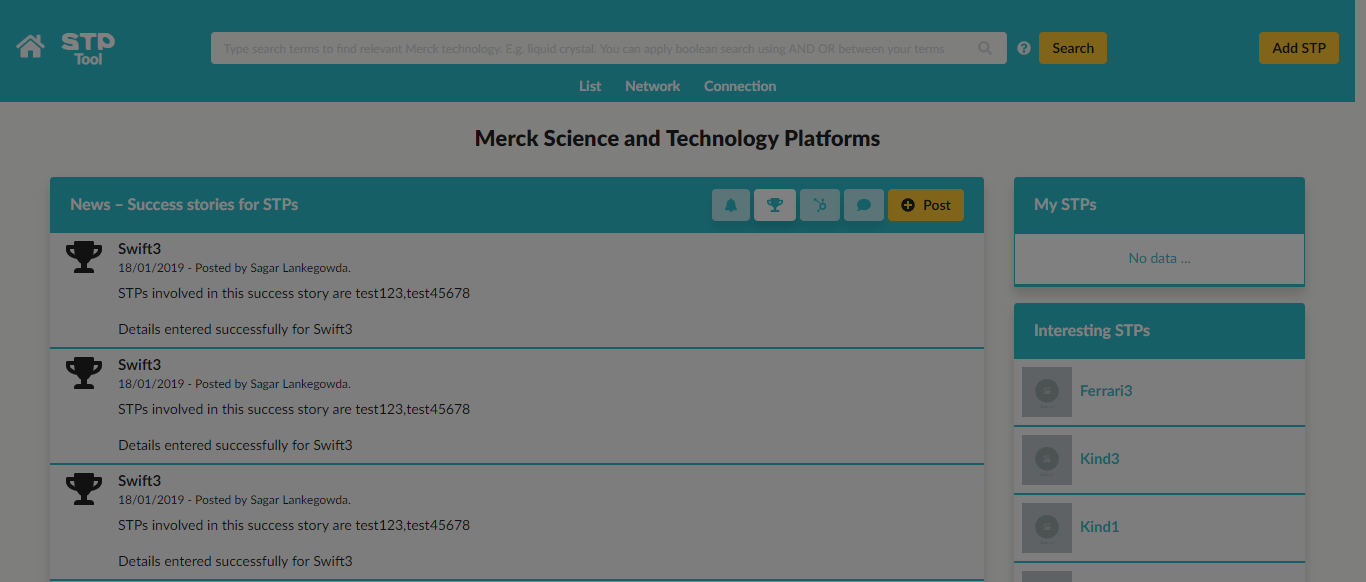 STP
Tool
Type search terms to find relevant Merck technology. E.g. liquid crystal. You can apply boolean search using AND OR between your terms
?
Search
Add STP
List Network Connection
Merck Science and Technology Platforms
News – Success stories for STPs
Post
Swift3
18/01/2019 - Posted by Sagar Lankegowda.
STPs involved in this success story are test123,test45678
Details entered successfully for Swift3
Swift3
18/01/2019 - Posted by Sagar Lankegowda.
STPs involved in this success story are test123,test45678
Details entered successfully for Swift3
Swift3
18/01/2019 - Posted by Sagar Lankegowda.
STPs involved in this success story are test123,test45678
Details entered successfully for Swift3
My STPs
No data ...
Interesting STPs
Ferrari3
Kind3
Kind1